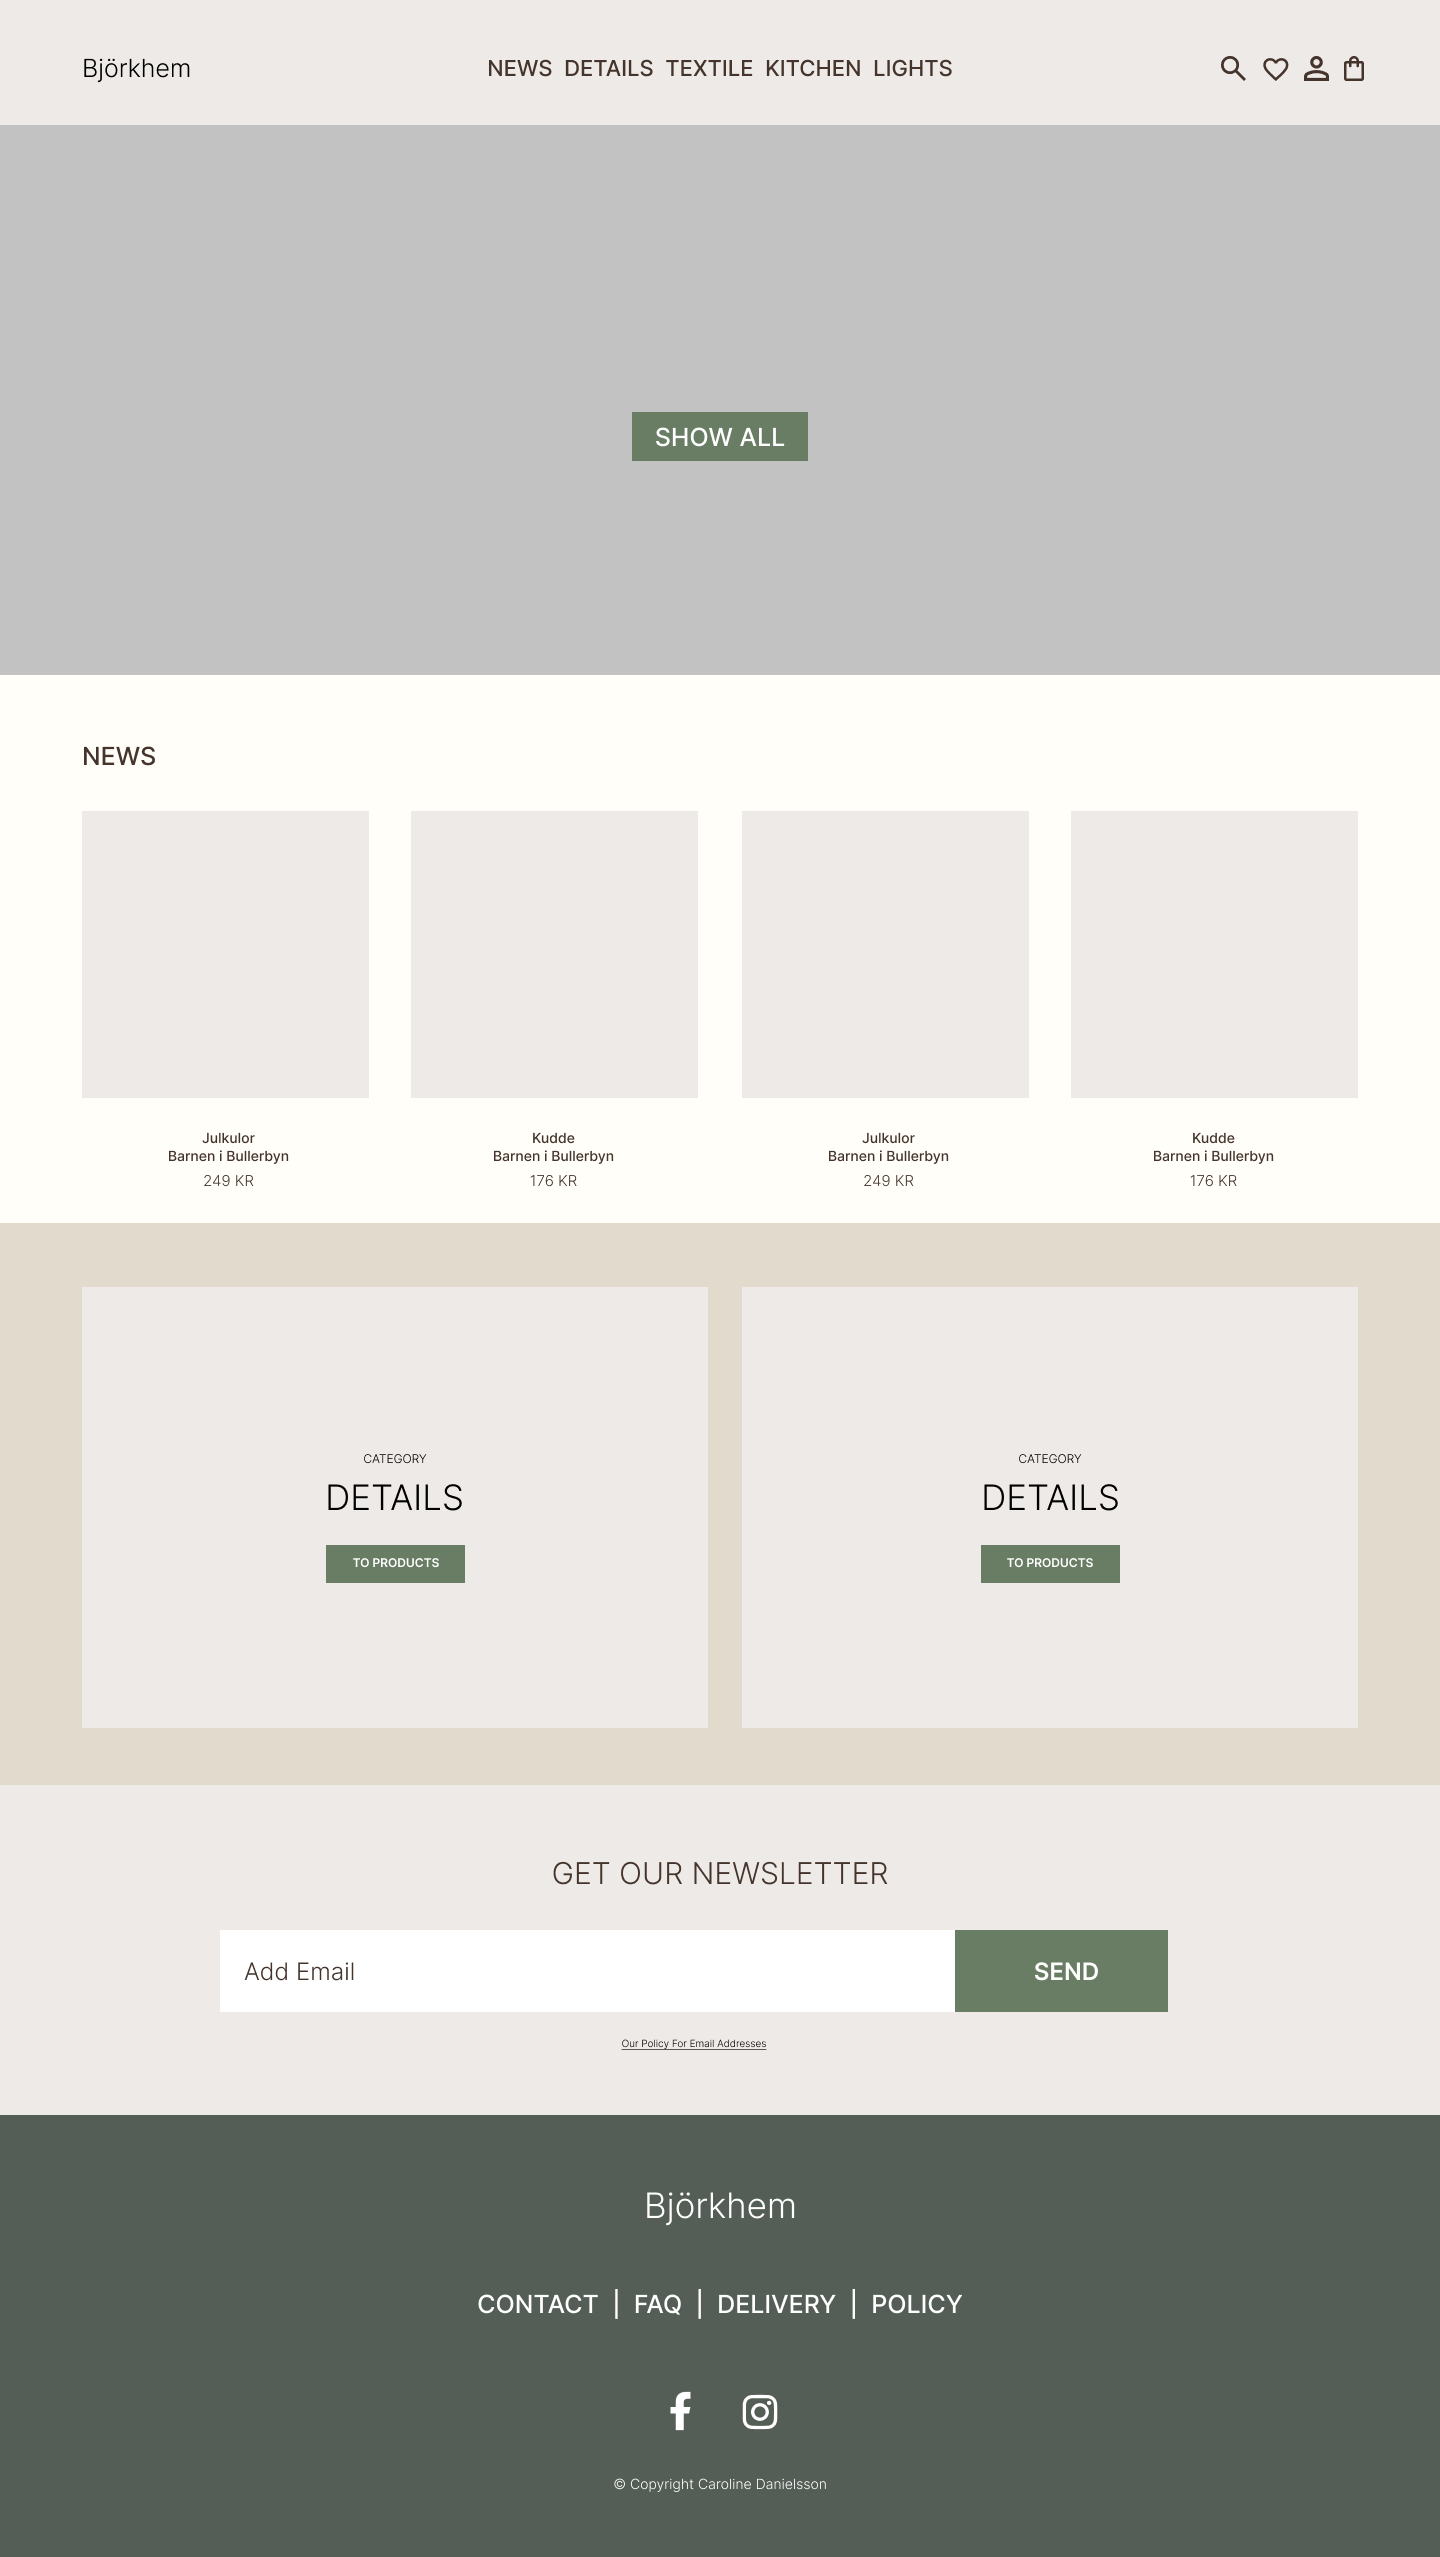 Björkhem
NEWS DETAILS TEXTILE KITCHEN LIGHTS
SHOW ALL
NEWS
Julkulor
Barnen i Bullerbyn
249 KR
Kudde
Barnen i Bullerbyn
176 KR
Julkulor
Barnen i Bullerbyn
249 KR
Kudde
Barnen i Bullerbyn
176 KR
CATEGORY
DETAILS
TO PRODUCTS
CATEGORY
DETAILS
TO PRODUCTS
GET OUR NEWSLETTER
Add Email
SEND
Our Policy For Email Addresses
Björkhem
CONTACT | FAQ | DELIVERY | POLICY
© Copyright Caroline Danielsson